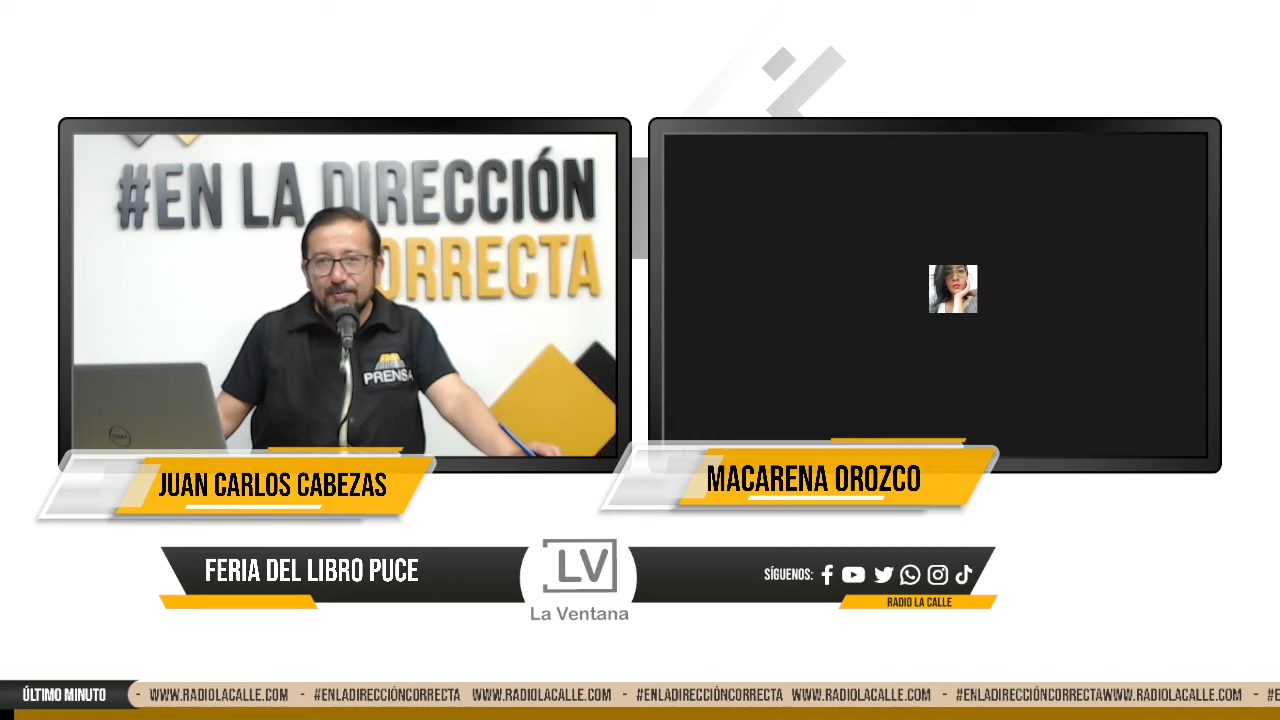 #EN LA DIRECCIÓN
CORRECTA
PRENSA
DELL
JUAN CARLOS CABEZAS
MACARENA OROZCO
FERIA DEL LIBRO PUCE
LV
La Ventana
SÍGUENOS:
RADIO LA CALLE
ÚLTIMO MINUTO
- WWW.RADIOLACALLE.COM - #ENLADIRECCIÓNCORRECTA WWW.RADIOLACALLE.COM - #ENLADIRECCIÓNCORRECTA WWW.RADIOLACALLE.COM - #ENLADIRECCIÓNCORRECTAWWW.RADIOLACALLE.COM - #E